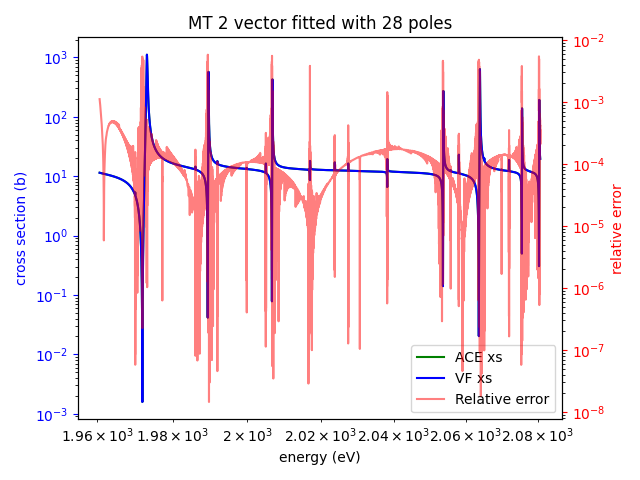 MT 2 vector fitted with 28 poles
10³
10²
10¹
10⁰
10⁻¹
10⁻²
10⁻³
cross section (b)
10⁻²
10⁻³
10⁻⁴
10⁻⁵
10⁻⁶
10⁻⁷
10⁻⁸
relative error
ACE xs
VF xs
Relative error
1.96 × 10³ 1.98 × 10³ 2 × 10³ 2.02 × 10³ 2.04 × 10³ 2.06 × 10³ 2.08 × 10³
energy (eV)